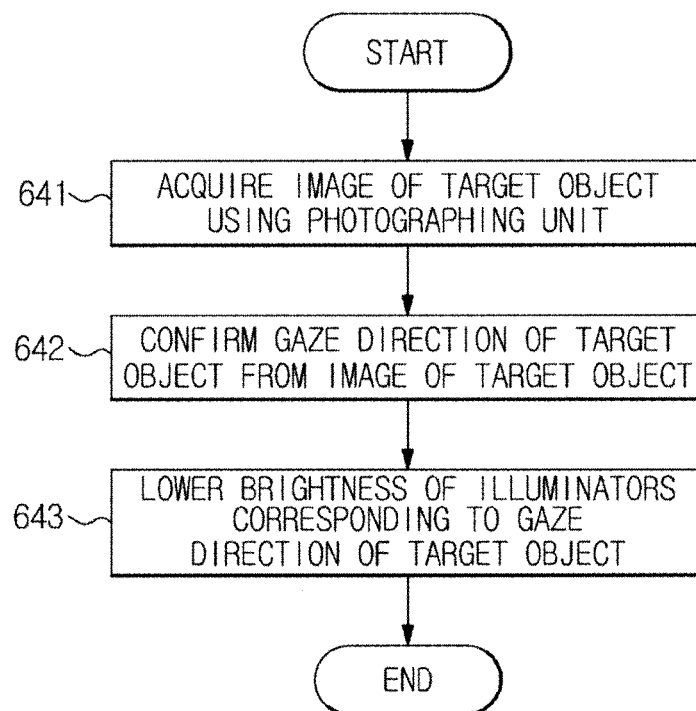 START
641
ACQUIRE IMAGE OF TARGET OBJECT
USING PHOTOGRAPHING UNIT
642
CONFIRM GAZE DIRECTION OF TARGET
OBJECT FROM IMAGE OF TARGET OBJECT
643
LOWER BRIGHTNESS OF ILLUMINATORS
CORRESPONDING TO GAZE
DIRECTION OF TARGET OBJECT
END